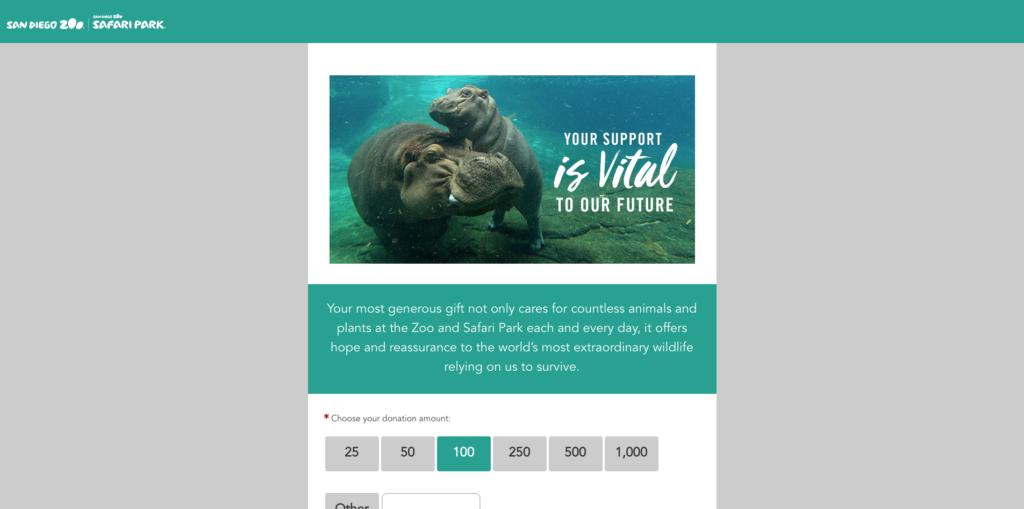 SAN DIEGO ZOO
SAN DIEGO ZOO
SAFARI PARK
YOUR SUPPORT
is Vital
TO OUR FUTURE
Your most generous gift not only cares for countless animals and
plants at the Zoo and Safari Park each and every day, it offers
hope and reassurance to the world’s most extraordinary wildlife
relying on us to survive.
* Choose your donation amount:
25 50 100 250 500 1,000
Other